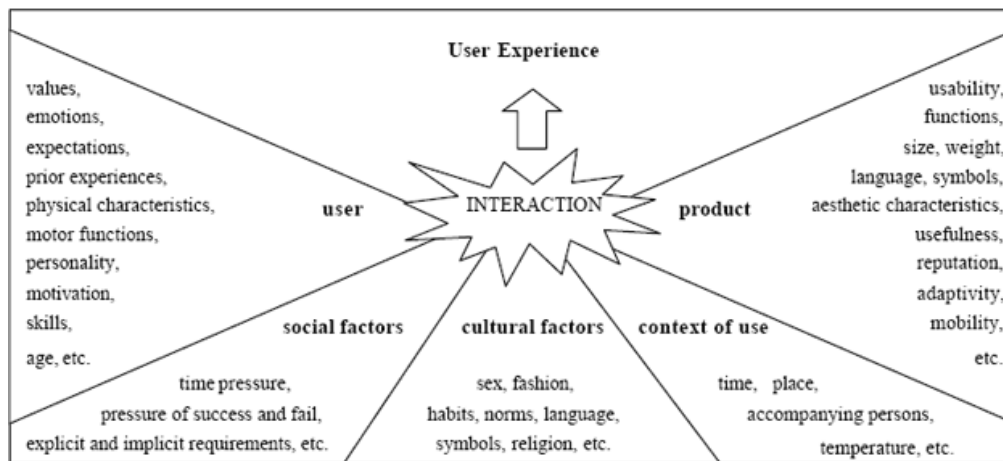 User Experience
values,
emotions,
expectations,
prior experiences,
physical characteristics,
motor functions,
personality,
motivation,
skills,
age, etc.
user
INTERACTION
product
usability,
functions,
size, weight,
language, symbols,
aesthetic characteristics,
usefulness,
reputation,
adaptivity,
mobility,
etc.
social factors
time pressure,
pressure of success and fail,
explicit and implicit requirements, etc.
cultural factors
sex, fashion,
habits, norms, language,
symbols, religion, etc.
context of use
time, place,
accompanying persons,
temperature, etc.